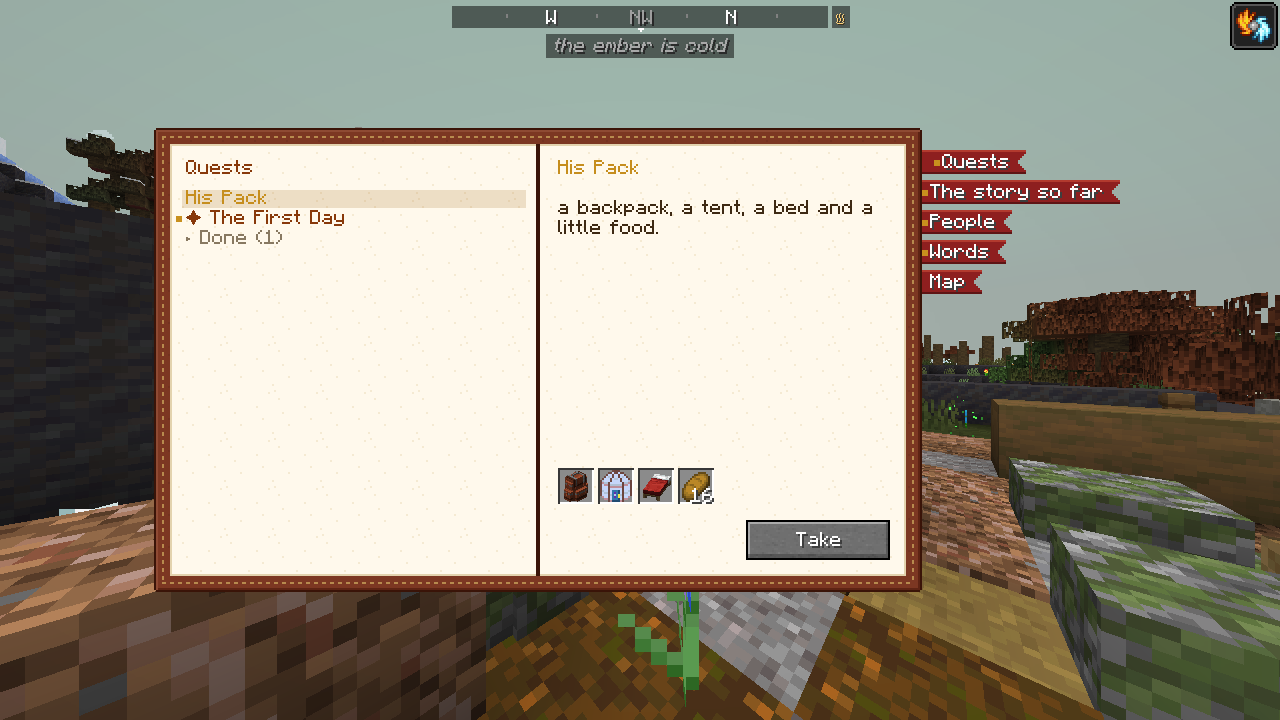 W NW N
the ember is cold
Quests
His Pack
The First Day
Done (1)
His Pack
a backpack, a tent, a bed and a
little food.
16
Take
Quests
The story so far
People
Words
Map